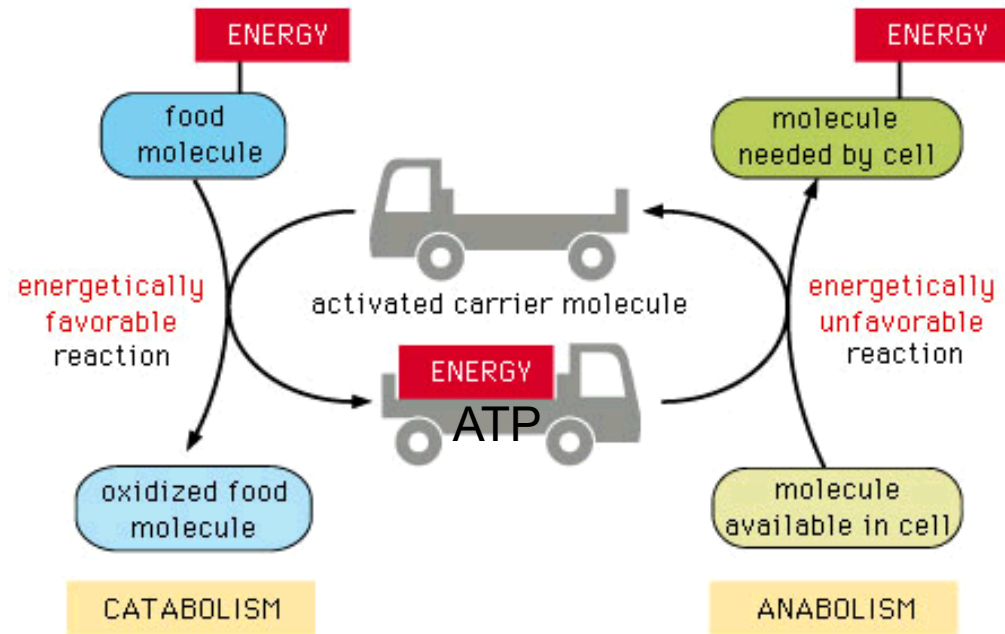 ENERGY
ENERGY
food
molecule
molecule
needed by cell
energetically
favorable
reaction
activated carrier molecule
energetically
unfavorable
reaction
ENERGY
ATP
oxidized food
molecule
molecule
available in cell
CATABOLISM
ANABOLISM